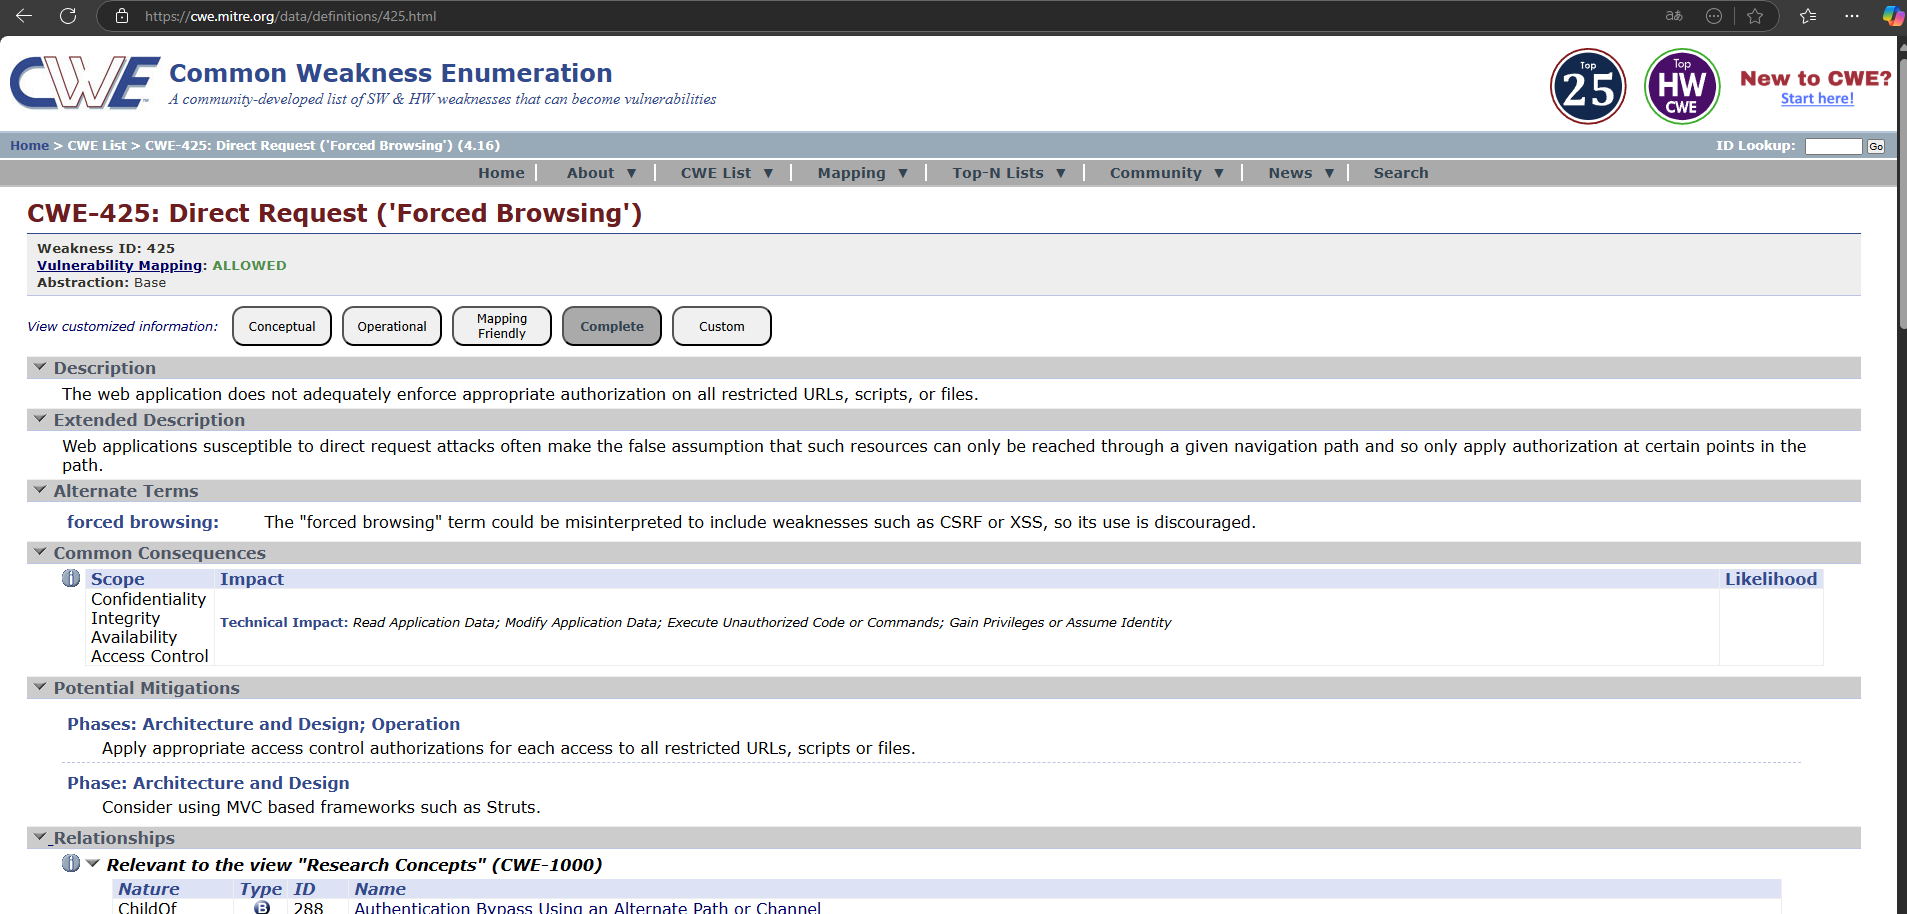 https://cwe.mitre.org/data/definitions/425.html
CWE
Common Weakness Enumeration
A community-developed list of SW & HW weaknesses that can become vulnerabilities
Top
25
Top
HW
CWE
New to CWE?
Start here!
Home > CWE List > CWE-425: Direct Request ('Forced Browsing') (4.16)
ID Lookup:
Go
Home
About ▼
CWE List ▼
Mapping ▼
Top-N Lists ▼
Community ▼
News ▼
Search
CWE-425: Direct Request ('Forced Browsing')
Weakness ID: 425
Vulnerability Mapping: ALLOWED
Abstraction: Base
View customized information:
Conceptual
Operational
Mapping
Friendly
Complete
Custom
Description
The web application does not adequately enforce appropriate authorization on all restricted URLs, scripts, or files.
Extended Description
Web applications susceptible to direct request attacks often make the false assumption that such resources can only be reached through a given navigation path and so only apply authorization at certain points in the
path.
Alternate Terms
forced browsing: The "forced browsing" term could be misinterpreted to include weaknesses such as CSRF or XSS, so its use is discouraged.
Common Consequences
Scope Impact Likelihood
Confidentiality
Integrity
Availability
Access Control
Technical Impact: Read Application Data; Modify Application Data; Execute Unauthorized Code or Commands; Gain Privileges or Assume Identity
Potential Mitigations
Phases: Architecture and Design; Operation
Apply appropriate access control authorizations for each access to all restricted URLs, scripts or files.
Phase: Architecture and Design
Consider using MVC based frameworks such as Struts.
Relationships
Relevant to the view "Research Concepts" (CWE-1000)
Nature Type ID Name
ChildOf B 288 Authentication Bypass Using an Alternate Path or Channel